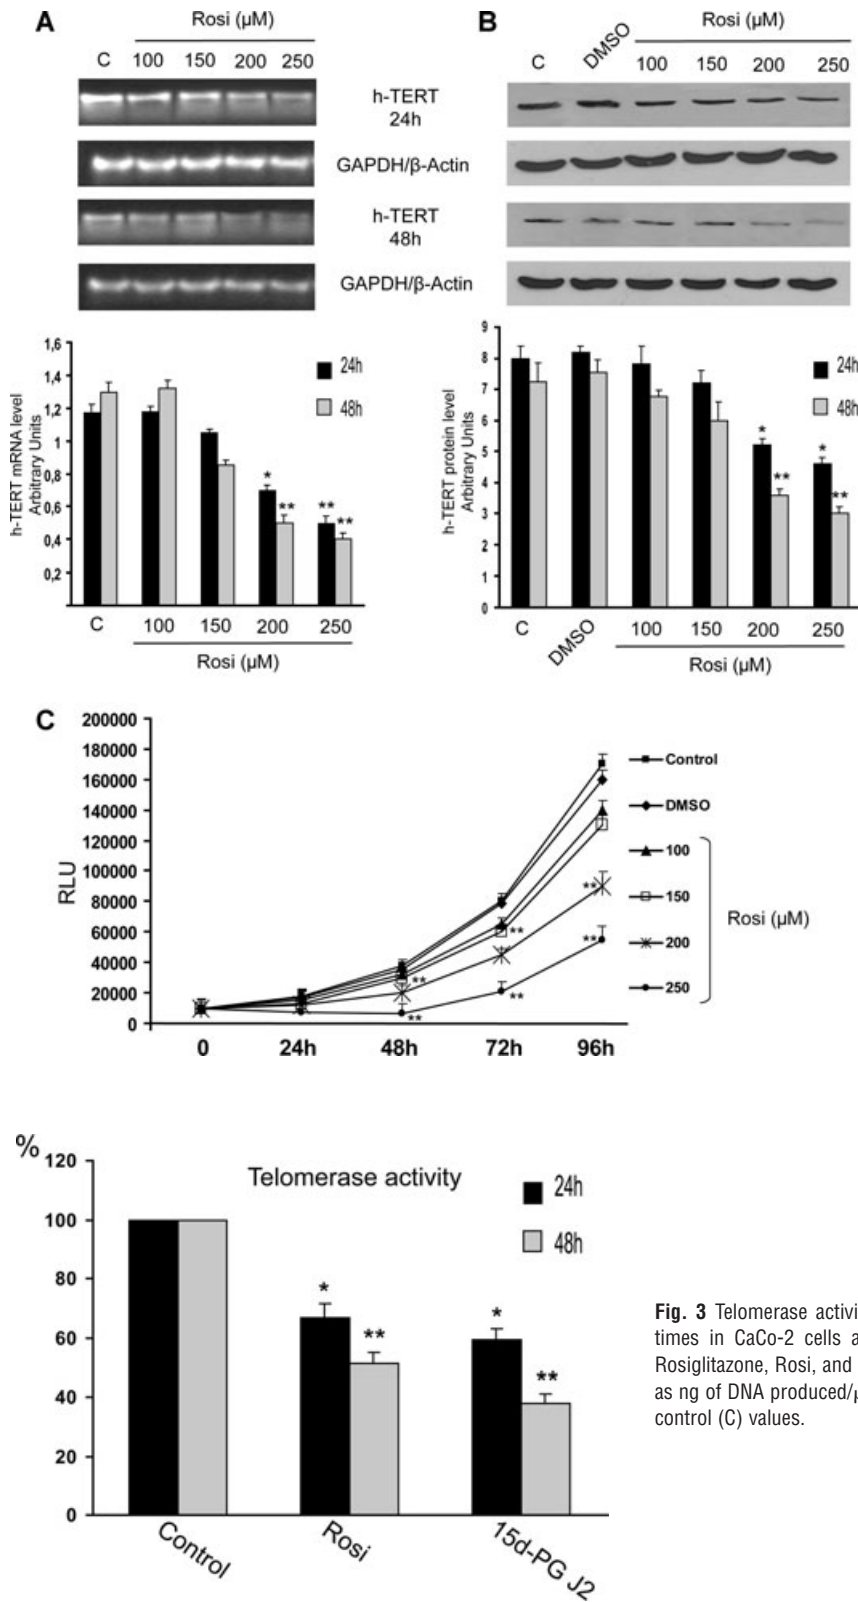 A
Rosi (µM)
C 100 150 200 250
h-TERT
24h
GAPDH/β-Actin
h-TERT
48h
GAPDH/β-Actin
h-TERT mRNA level
Arbitrary Units
1,6
1,4
1,2
1
0,8
0,6
0,4
0,2
24h
48h
*
**
**
**
C 100 150 200 250
Rosi (µM)
B
Rosi (µM)
C DMSO 100 150 200 250
h-TERT protein level
Arbitrary Units
9
8
7
6
5
4
3
2
1
0
24h
48h
*
**
*
**
C DMSO 100 150 200 250
Rosi (µM)
C
RLU
200000
180000
160000
140000
120000
100000
80000
60000
40000
20000
0
0 24h 48h 72h 96h
**
**
**
**
**
**
Control
DMSO
100
150
200
250
Rosi (µM)
%
Telomerase activity
120
100
80
60
40
20
0
24h
48h
*
**
*
**
Control Rosi 15d-PG J2
Fig. 3 Telomerase activi
times in CaCo-2 cells a
Rosiglitazone, Rosi, and
as ng of DNA produced/µ
control (C) values.